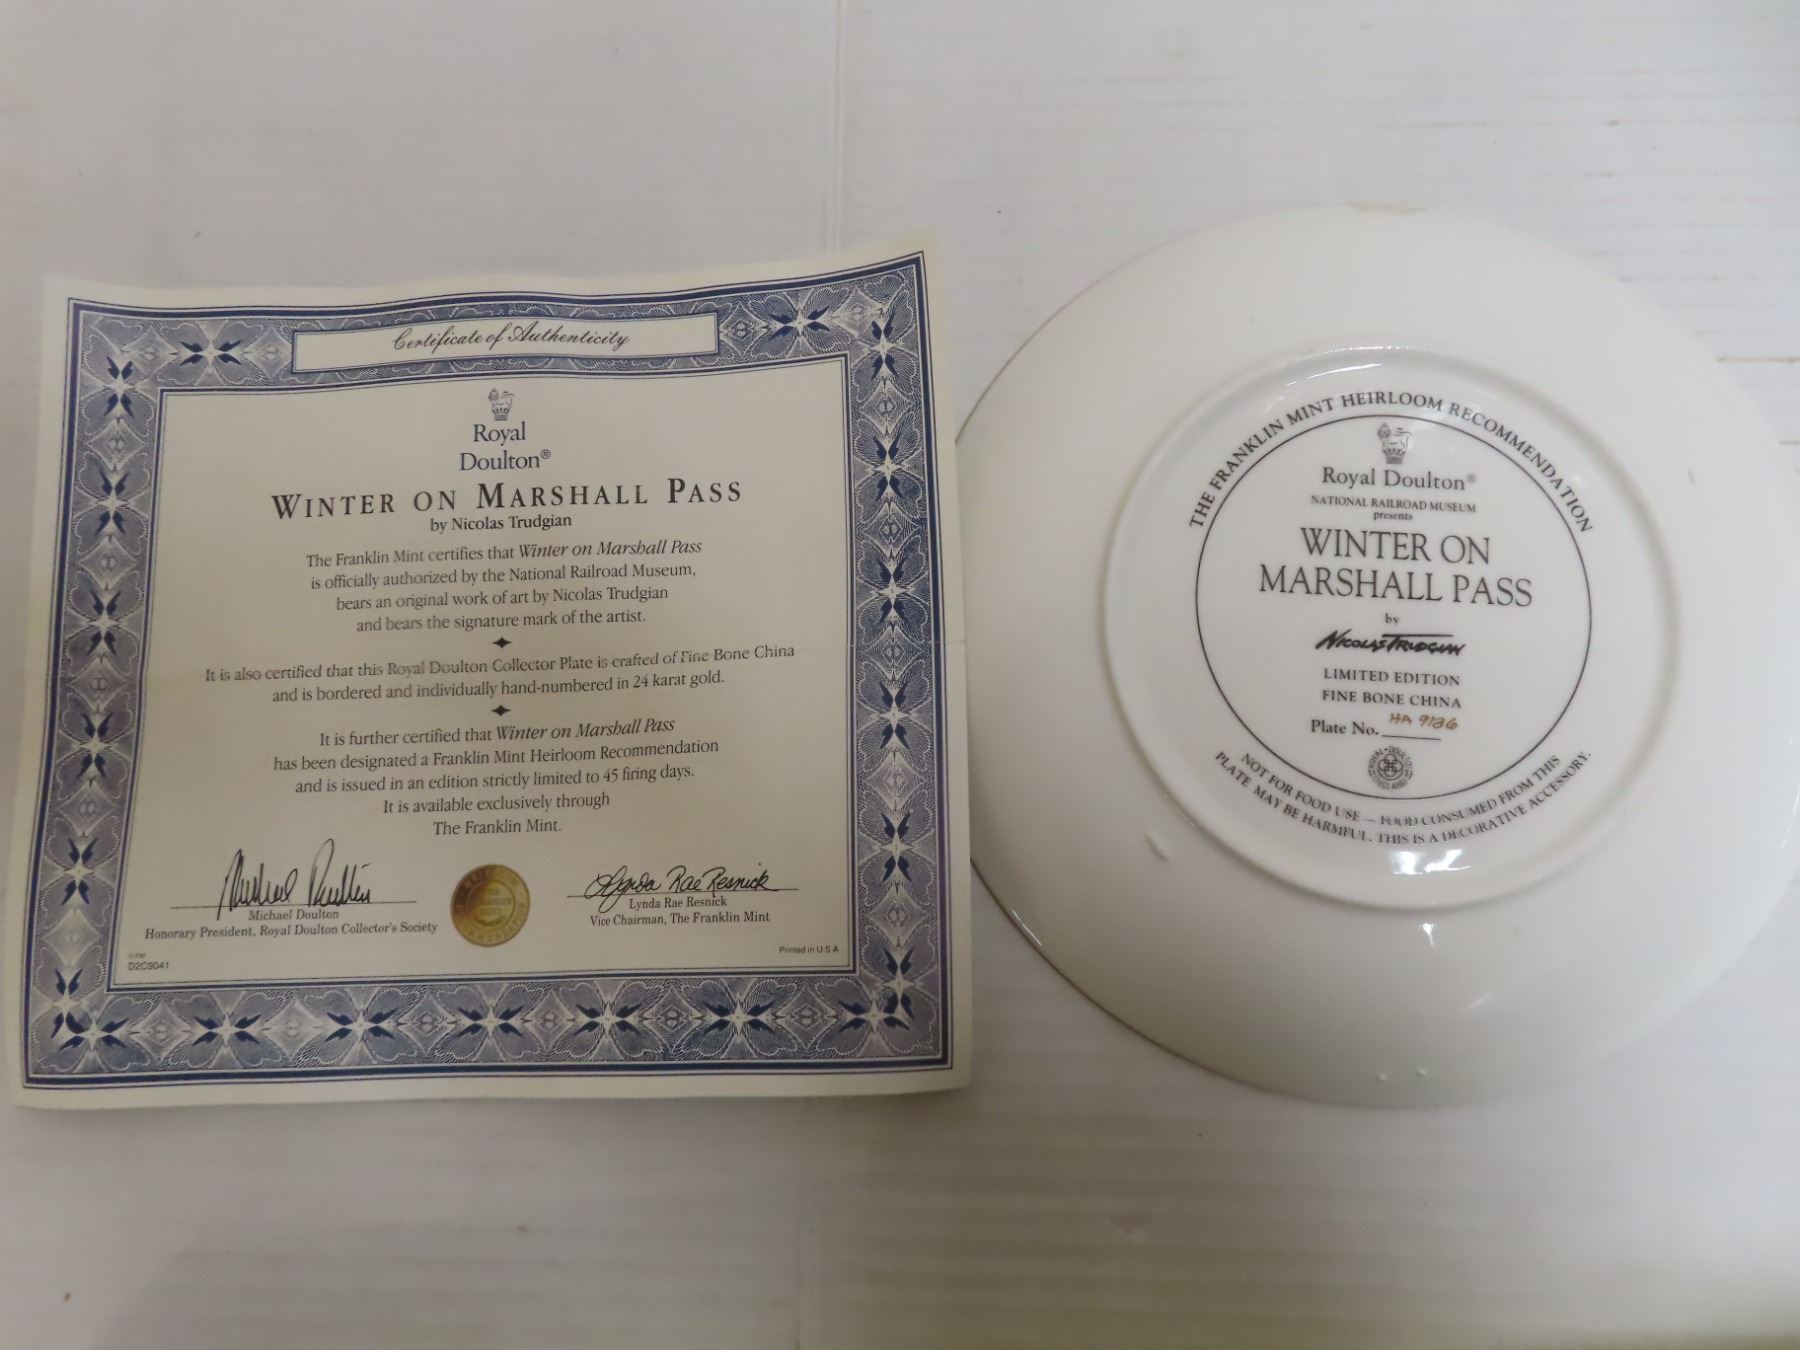 Certificate of Authenticity
Royal
Doulton®
WINTER ON MARSHALL PASS
by Nicolas Trudgian
The Franklin Mint certifies that Winter on Marshall Pass
is officially authorized by the National Railroad Museum,
bears an original work of art by Nicolas Trudgian
and bears the signature mark of the artist.
It is also certified that this Royal Doulton Collector Plate is crafted of Fine Bone China
and is bordered and individually hand-numbered in 24 karat gold.
It is further certified that Winter on Marshall Pass
has been designated a Franklin Mint Heirloom Recommendation
and is issued in an edition strictly limited to 45 firing days.
It is available exclusively through
The Franklin Mint.
Michael Doulton
Michael Doulton
Honorary President, Royal Doulton Collector's Society
Lynda Rae Resnick
Lynda Rae Resnick
Vice Chairman, The Franklin Mint
D2C9041
Printed in U.S.A.
THE FRANKLIN MINT HEIRLOOM RECOMMENDATION
Royal Doulton®
NATIONAL RAILROAD MUSEUM
presents
WINTER ON
MARSHALL PASS
by
NICOLAS TRUDGIAN
LIMITED EDITION
FINE BONE CHINA
Plate No. HA 9136
NOT FOR FOOD USE — FOOD CONSUMED FROM THIS
PLATE MAY BE HARMFUL. THIS IS A DECORATIVE ACCESSORY.